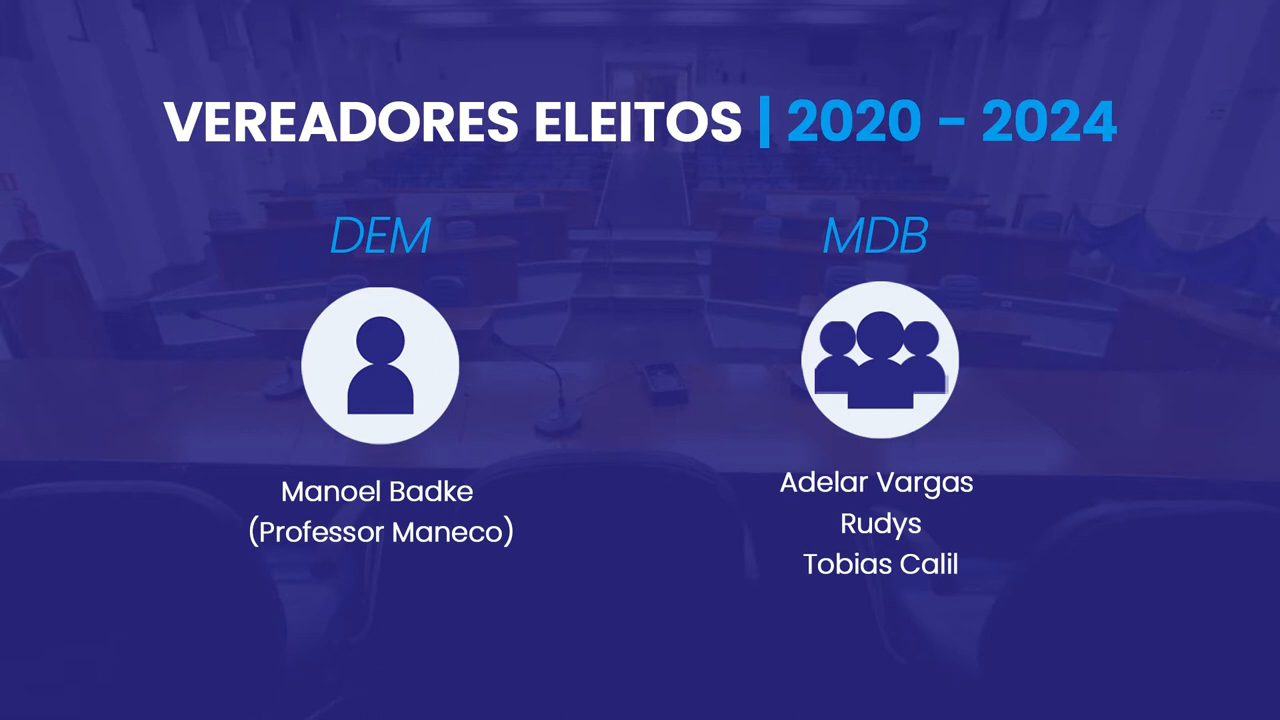 VEREADORES ELEITOS | 2020 - 2024
DEM
Manoel Badke
(Professor Maneco)
MDB
Adelar Vargas
Rudys
Tobias Calil